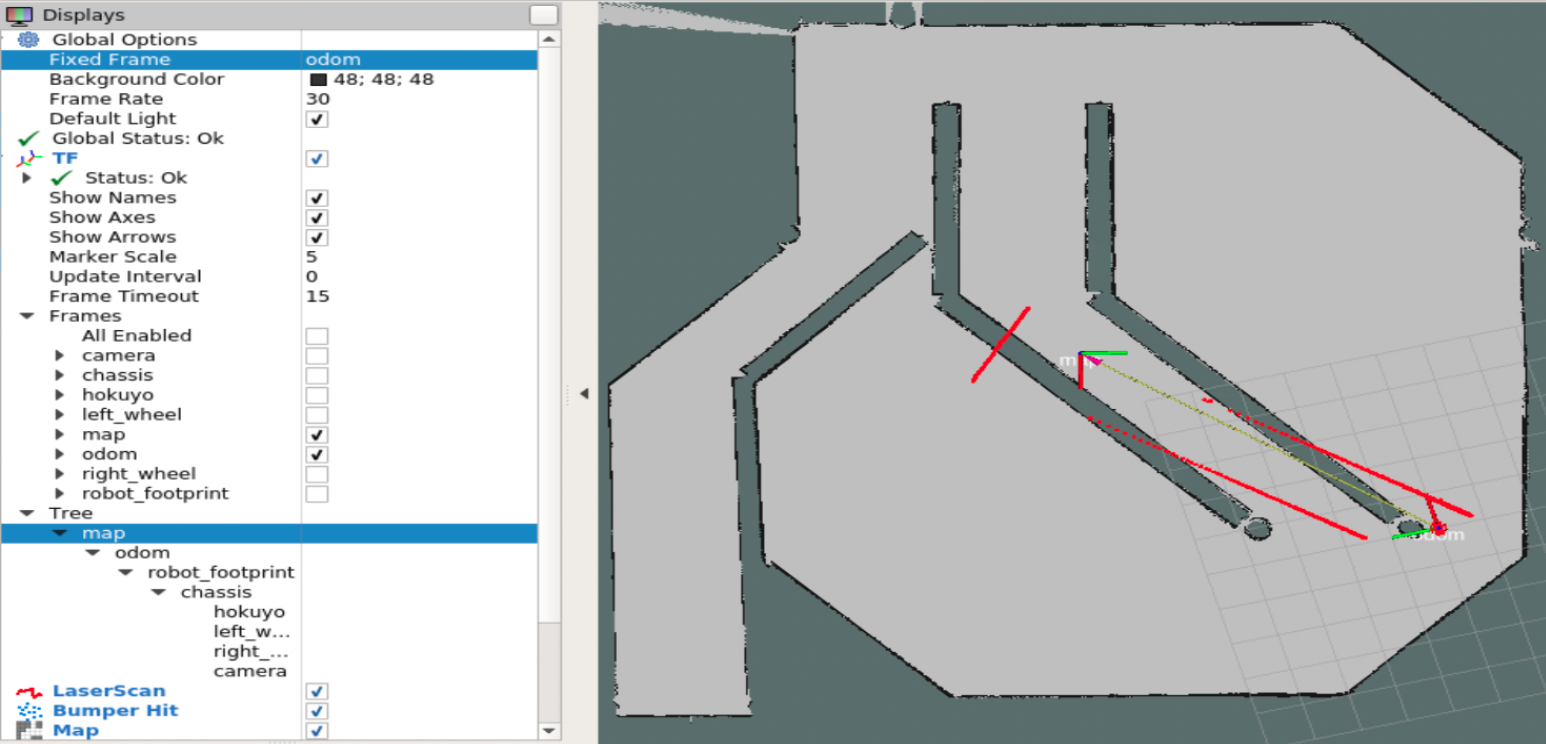 Displays
Global Options
Fixed Frame odom
Background Color 48; 48; 48
Frame Rate 30
Default Light
Global Status: Ok
TF
Status: Ok
Show Names
Show Axes
Show Arrows
Marker Scale 5
Update Interval 0
Frame Timeout 15
Frames
All Enabled
camera
chassis
hokuyo
left_wheel
map
odom
right_wheel
robot_footprint
Tree
map
odom
robot_footprint
chassis
hokuyo
left_w...
right_...
camera
LaserScan
Bumper Hit
Map
map
odom